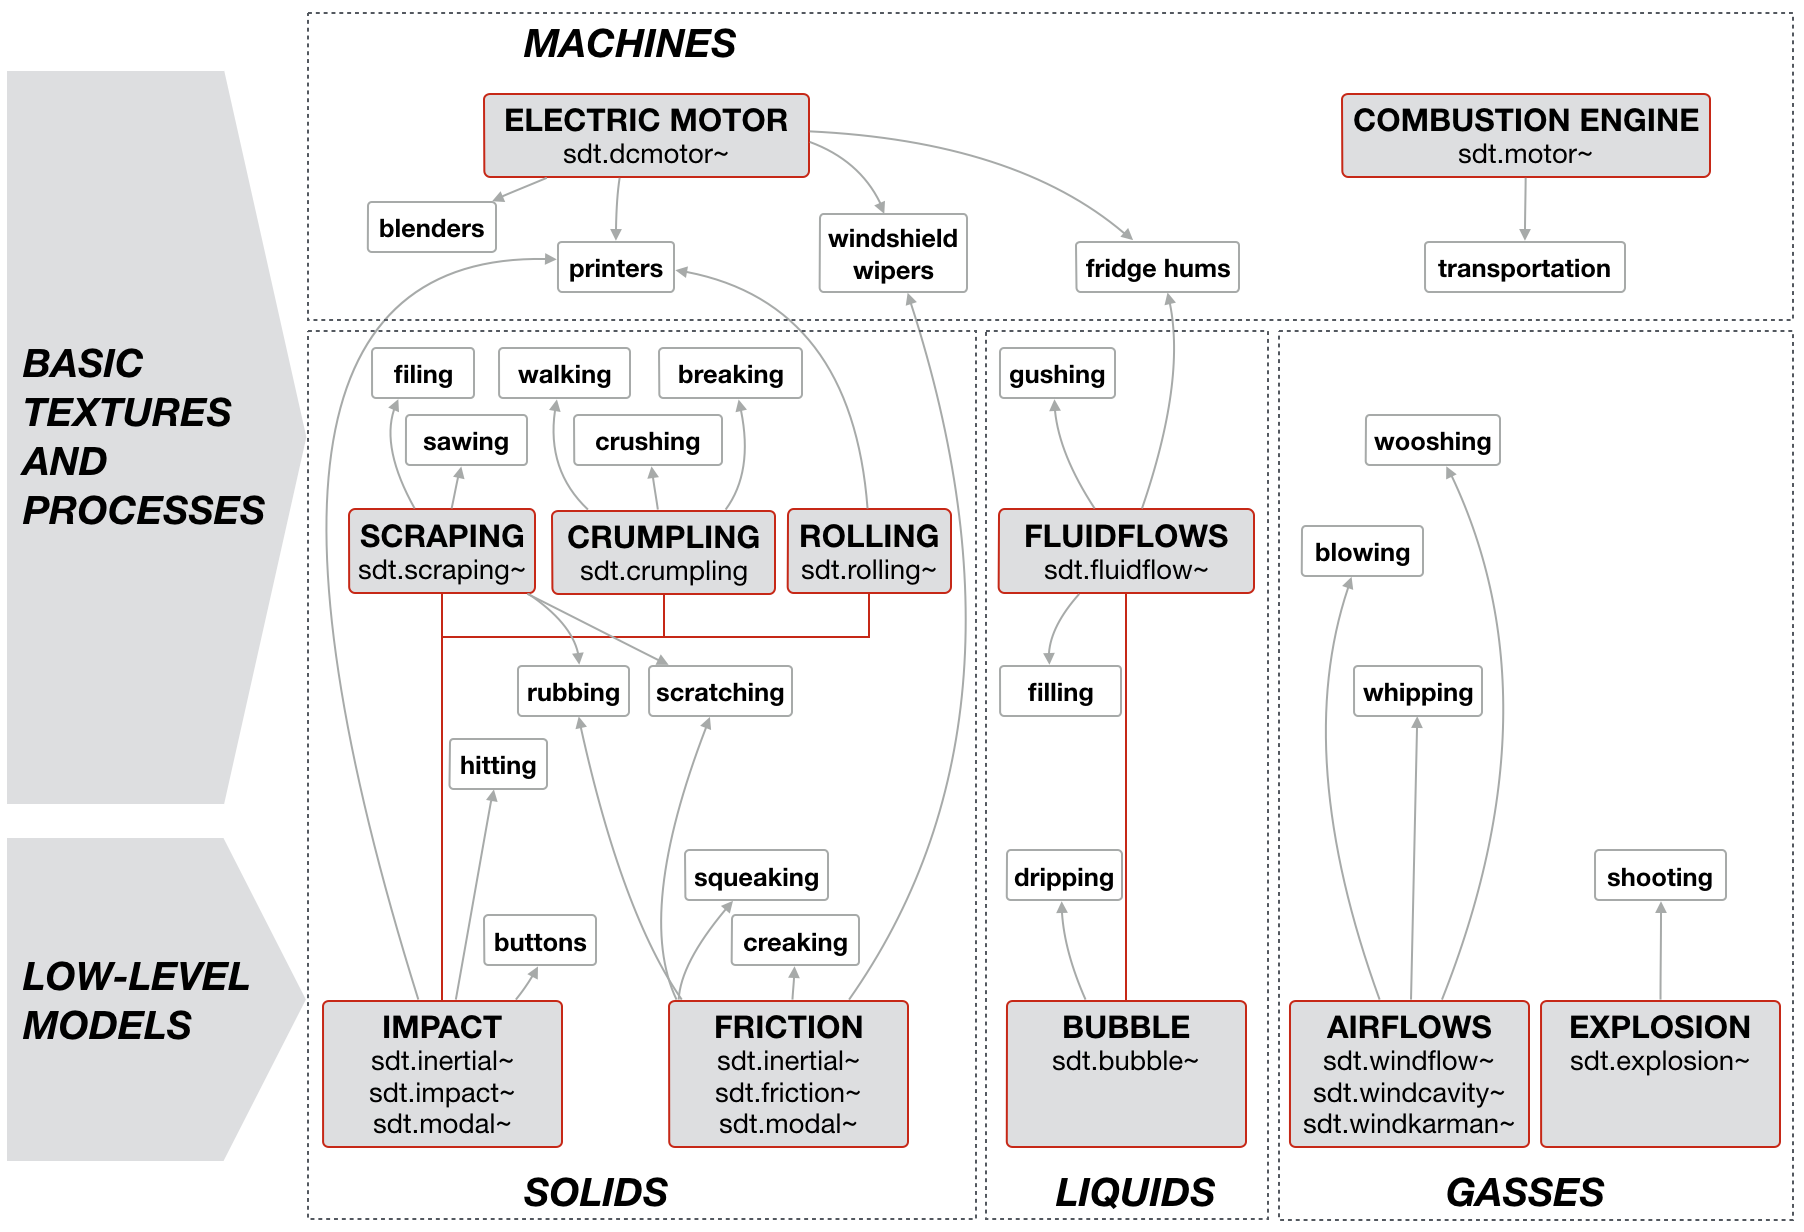 MACHINES
ELECTRIC MOTOR
sdt.dcmotor~
COMBUSTION ENGINE
sdt.motor~
blenders
printers
windshield
wipers
fridge hums
transportation
BASIC
TEXTURES
AND
PROCESSES
filing
walking
breaking
sawing
crushing
SCRAPING
sdt.scraping~
CRUMPLING
sdt.crumpling
ROLLING
sdt.rolling~
rubbing
scratching
hitting
gushing
FLUIDFLOWS
sdt.fluidflow~
filling
wooshing
blowing
whipping
LOW-LEVEL
MODELS
squeaking
buttons
creaking
IMPACT
sdt.inertial~
sdt.impact~
sdt.modal~
FRICTION
sdt.inertial~
sdt.friction~
sdt.modal~
SOLIDS
dripping
BUBBLE
sdt.bubble~
LIQUIDS
shooting
AIRFLOWS
sdt.windflow~
sdt.windcavity~
sdt.windkarman~
EXPLOSION
sdt.explosion~
GASSES